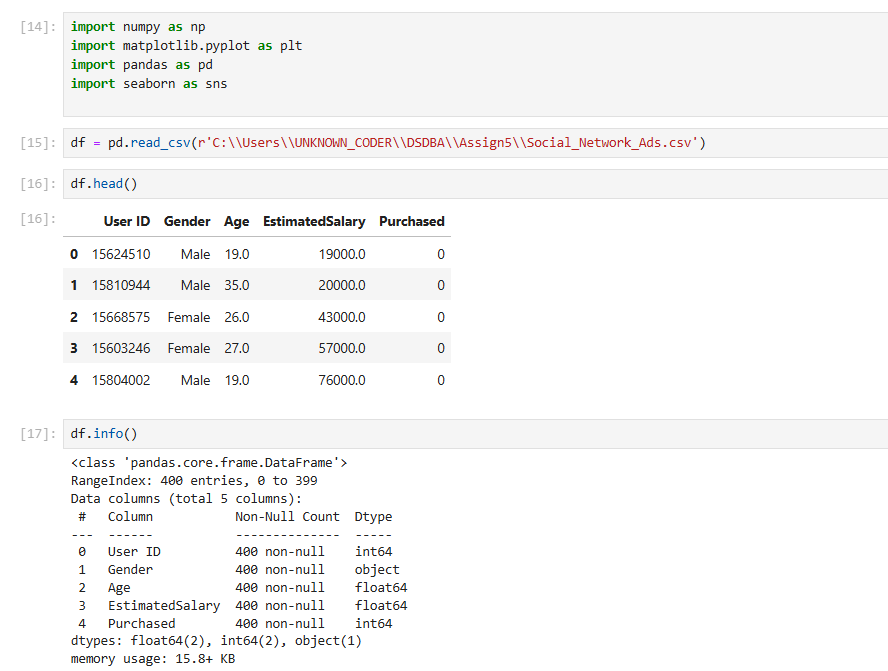 [14]: import numpy as np
import matplotlib.pyplot as plt
import pandas as pd
import seaborn as sns
[15]: df = pd.read_csv(r'C:\\Users\\UNKNOWN_CODER\\DSDBA\\Assign5\\Social_Network_Ads.csv')
[16]: df.head()
[16]: User ID Gender Age EstimatedSalary Purchased
0 15624510 Male 19.0 19000.0 0
1 15810944 Male 35.0 20000.0 0
2 15668575 Female 26.0 43000.0 0
3 15603246 Female 27.0 57000.0 0
4 15804002 Male 19.0 76000.0 0
[17]: df.info()
<class 'pandas.core.frame.DataFrame'>
RangeIndex: 400 entries, 0 to 399
Data columns (total 5 columns):
# Column Non-Null Count Dtype
--- ------ -------------- -----
0 User ID 400 non-null int64
1 Gender 400 non-null object
2 Age 400 non-null float64
3 EstimatedSalary 400 non-null float64
4 Purchased 400 non-null int64
dtypes: float64(2), int64(2), object(1)
memory usage: 15.8+ KB